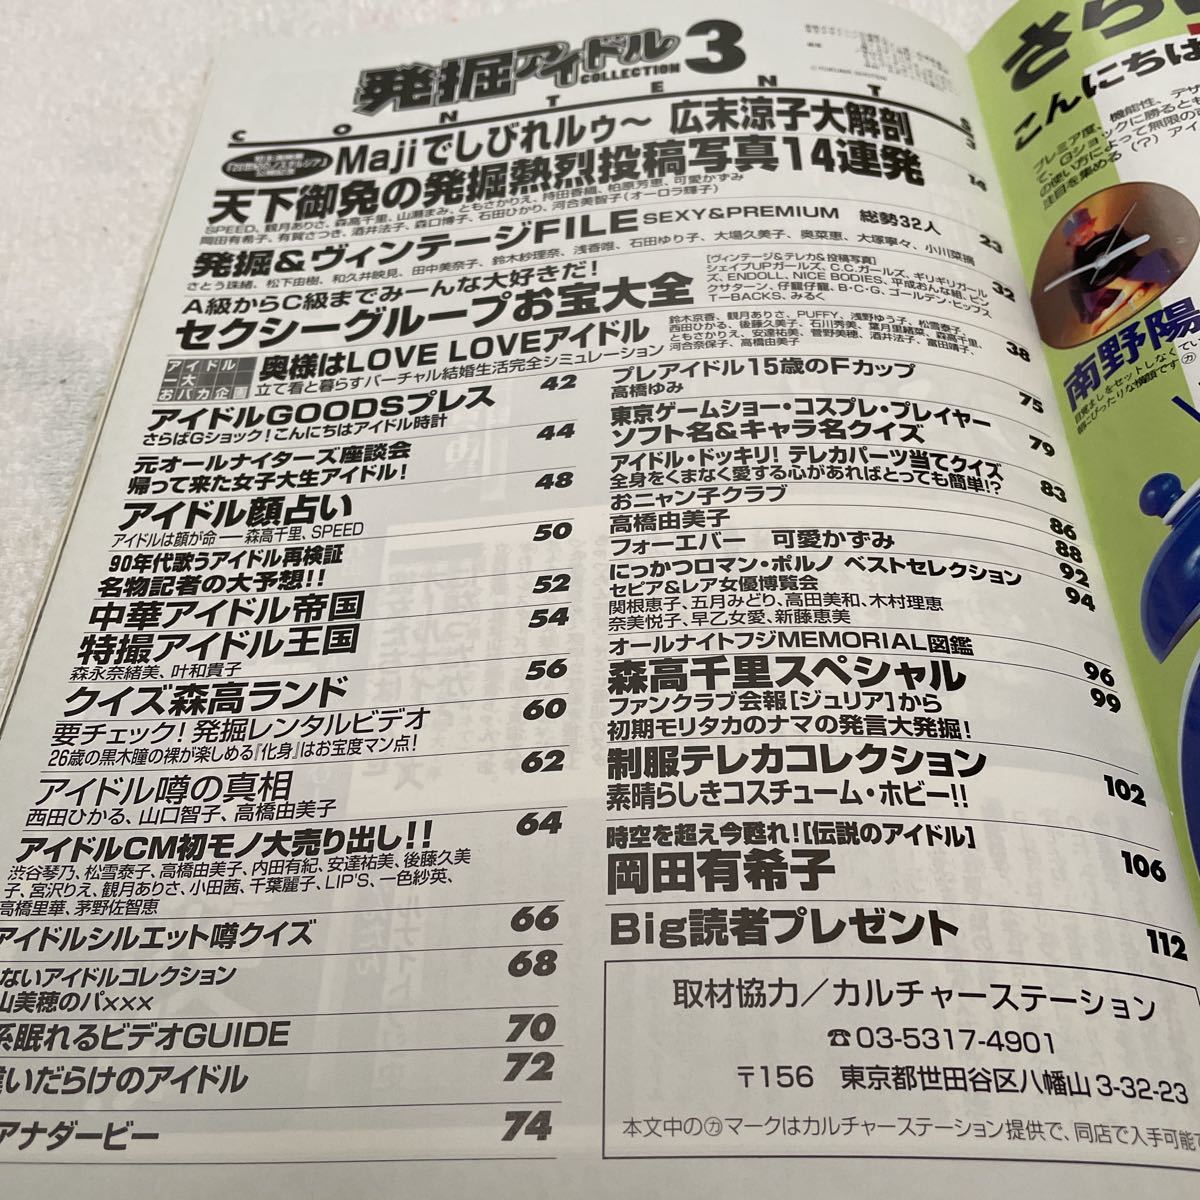 発掘アイドル COLLECTION 3
CONTENT
Majiでしびれルゥ〜 広末涼子大解剖
3
天下御免の発掘熱烈投稿写真14連発
SPEED、観月ありさ、森高千里、山瀬まみ、ともさかりえ、持田香織、柏原芳恵、可愛かずみ
岡田有希子、有賀さつき、酒井法子、森口博子、石田ひかり、河合美智子(オーロラ輝子)
14
発掘&ヴィンテージFILE SEXY&PREMIUM 総勢32人
さとう珠緒、松下由樹、和久井映見、田中美奈子、鈴木紗理奈、浅香唯、石田ゆり子、大場久美子、奥菜恵、大塚寧々、小川菜摘
23
A級からC級までみーんな大好きだ!
セクシーグループお宝大全
[ヴィンテージ&テレカ&投稿写真]
シェイプUPガールズ、C.C.ガールズ、ギリギリガール
ズ、ENDOLL、NICE BODIES、平成おんな組、ピン
クサターン、仔猫仔猫、B・C・G、ゴールデン・ヒップス
T-BACKS、みるく
32
アイドル
一大
おバカ企画
奥様はLOVE LOVEアイドル
立て看と暮らすバーチャル結婚生活完全シミュレーション
鈴木京香、観月ありさ、PUFFY、浅野ゆう子、松雪泰子、
西田ひかる、後藤久美子、石川秀美、葉月里緒菜、森高千里、
ともさかりえ、安達祐美、菅野美穂、酒井法子、富田靖子、
河合奈保子、高橋由美子
38
アイドルGOODSプレス
さらばGショック!こんにちはアイドル時計
42
元オールナイターズ座談会
帰って来た女子大生アイドル!
44
アイドル顔占い
アイドルは顔が命──森高千里、SPEED
48
90年代歌うアイドル再検証
名物記者の大予想!!
50
中華アイドル帝国
52
特撮アイドル王国
森永奈緒美、叶和貴子
54
クイズ森高ランド
56
要チェック!発掘レンタルビデオ
26歳の黒木瞳の裸が楽しめる『化身』はお宝度マン点!
60
アイドル噂の真相
西田ひかる、山口智子、高橋由美子
62
アイドルCM初モノ大売り出し!!
渋谷琴乃、松雪泰子、高橋由美子、内田有紀、安達祐美、後藤久美
子、宮沢りえ、観月ありさ、小田茜、千葉麗子、LIP'S、一色紗英、
高橋里華、茅野佐智恵
64
アイドルシルエット噂クイズ
66
ないアイドルコレクション
山美穂のパ×××
68
系眠れるビデオGUIDE
70
いだらけのアイドル
72
アナダービー
74
プレアイドル15歳のFカップ
高橋ゆみ
75
東京ゲームショー・コスプレ・プレイヤー
ソフト名&キャラ名クイズ
79
アイドル・ドッキリ! テレカパーツ当てクイズ
全身をくまなく愛する心があればとっても簡単!?
83
おニャン子クラブ
高橋由美子
86
フォーエバー 可愛かずみ
88
にっかつロマン・ポルノ ベストセレクション
92
セピア&レア女優博覧会
関根恵子、五月みどり、高田美和、木村理恵
奈美悦子、早乙女愛、新藤恵美
94
オールナイトフジMEMORIAL図鑑
96
森高千里スペシャル
ファンクラブ会報[ジュリア]から
初期モリタカのナマの発言大発掘!
99
制服テレカコレクション
素晴らしきコスチューム・ホビー!!
102
時空を超え今甦れ![伝説のアイドル]
岡田有希子
106
Big読者プレゼント
112
取材協力/カルチャーステーション
☎03-5317-4901
〒156 東京都世田谷区八幡山3-32-23
本文中の㋕マークはカルチャーステーション提供で、同店で入手可能で
さらば
こんにちは
機能性、デザ
プレミア度
で、Gショックに勝るとも
の使い方によって無限の可
注目を集める(?) アイ
南野陽
㋕